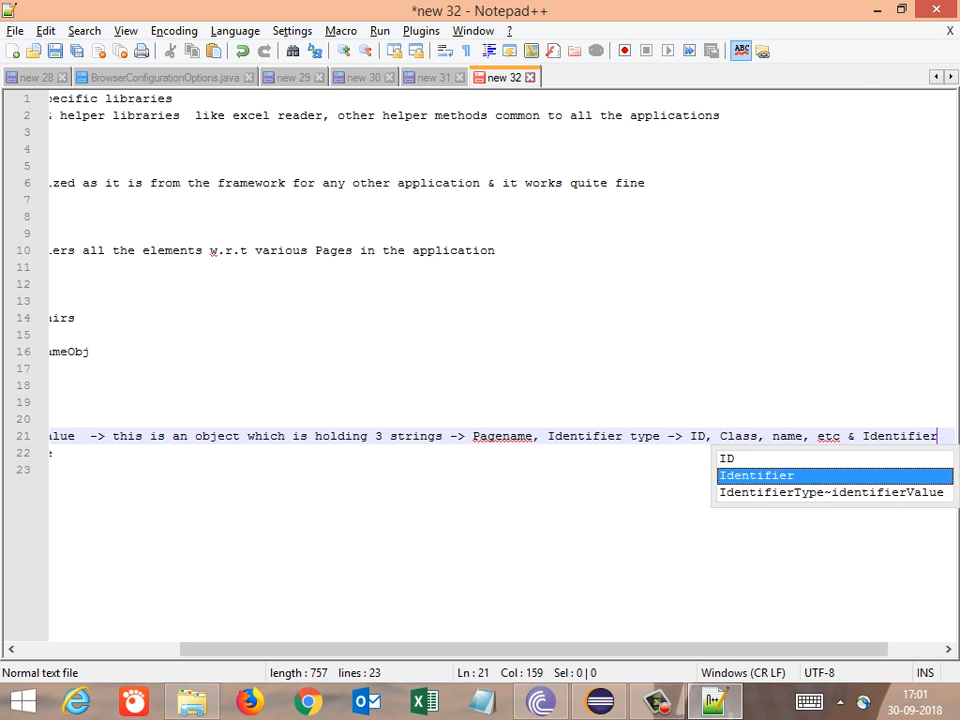 *new 32 - Notepad++
File Edit Search View Encoding Language Settings Macro Run Plugins Window ? X
new 28 BrowserConfigurationOptions.java new 29 new 30 new 31 new 32
1 pecific libraries
2 & helper libraries  like excel reader, other helper methods common to all the applications
3
4
5
6 ized as it is from the framework for any other application & it works quite fine
7
8
9
10 iers all the elements w.r.t various Pages in the application
11
12
13
14 airs
15
16 ameObj
17
18
19
20
21 alue  -> this is an object which is holding 3 strings -> Pagename, Identifier type -> ID, Class, name, etc & Identifier
22 e
23
ID
Identifier
IdentifierType~identifierValue
Normal text file length : 757 lines : 23 Ln : 21 Col : 159 Sel : 0 | 0 Windows (CR LF) UTF-8 INS
17:01
30-09-2018